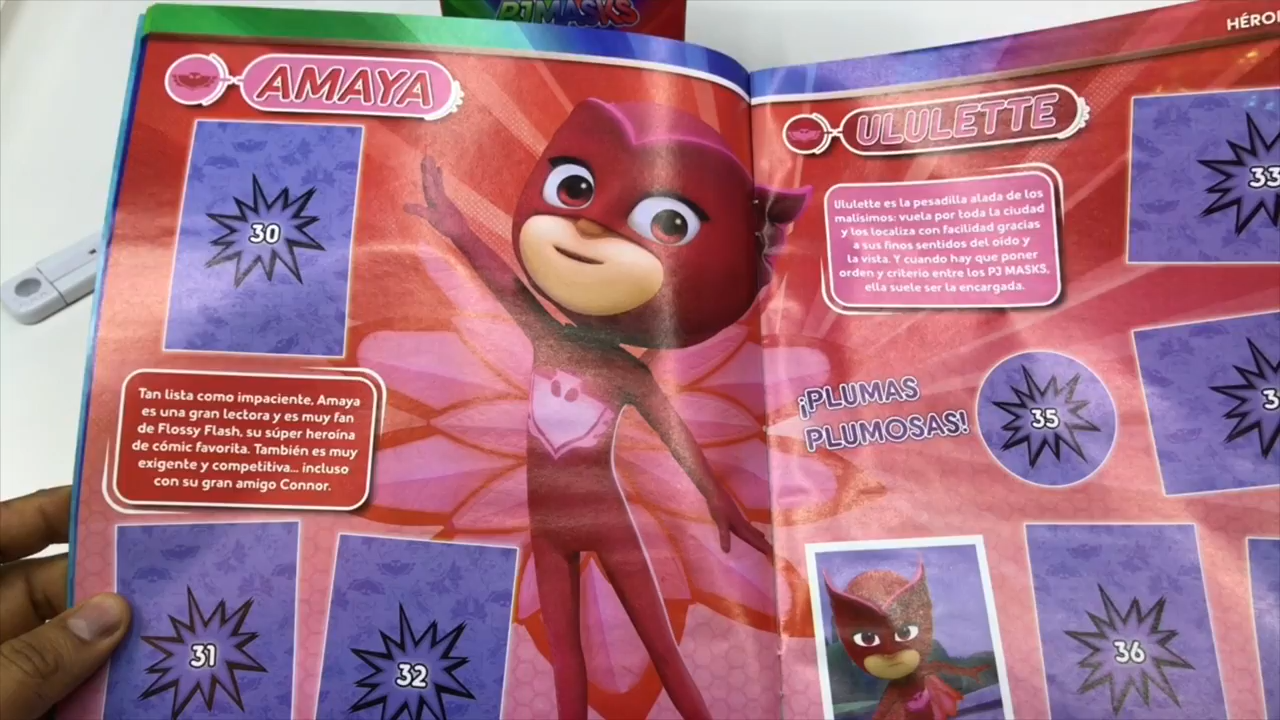 PJ MASKS
HÉRO
AMAYA
30
Tan lista como impaciente, Amaya
es una gran lectora y es muy fan
de Flossy Flash, su súper heroína
de cómic favorita. También es muy
exigente y competitiva... incluso
con su gran amigo Connor.
31
32
ULULETTE
Ululette es la pesadilla alada de los
malísimos: vuela por toda la ciudad
y los localiza con facilidad gracias
a sus finos sentidos del oído y
la vista. Y cuando hay que poner
orden y criterio entre los PJ MASKS,
ella suele ser la encargada.
33
¡PLUMAS
PLUMOSAS!
35
3
36